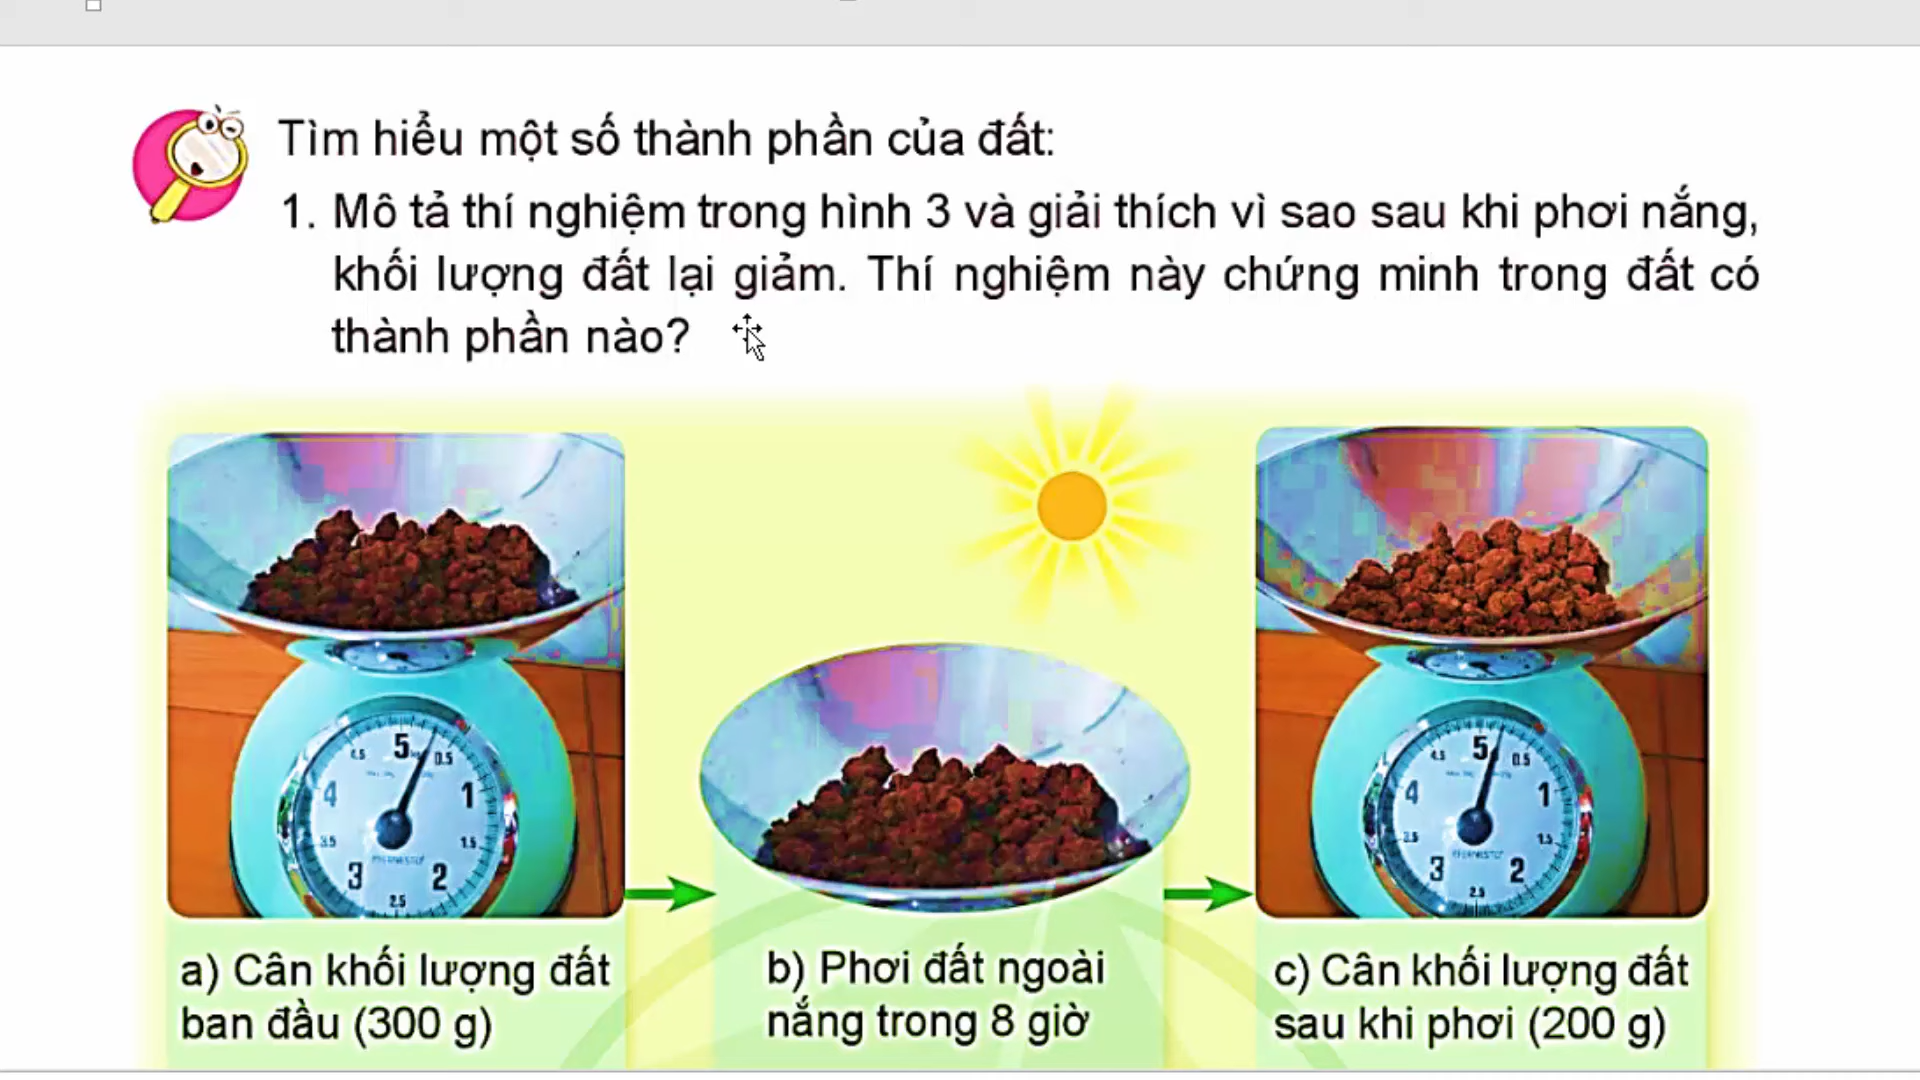 Tìm hiểu một số thành phần của đất:
1. Mô tả thí nghiệm trong hình 3 và giải thích vì sao sau khi phơi nắng,
khối lượng đất lại giảm. Thí nghiệm này chứng minh trong đất có
thành phần nào?
5
4.5
0.5
4
1
3.5
1.5
3
2
2.5
5
4.5
0.5
4
1
3.5
1.5
3
2
2.5
a) Cân khối lượng đất
ban đầu (300 g)
b) Phơi đất ngoài
nắng trong 8 giờ
c) Cân khối lượng đất
sau khi phơi (200 g)